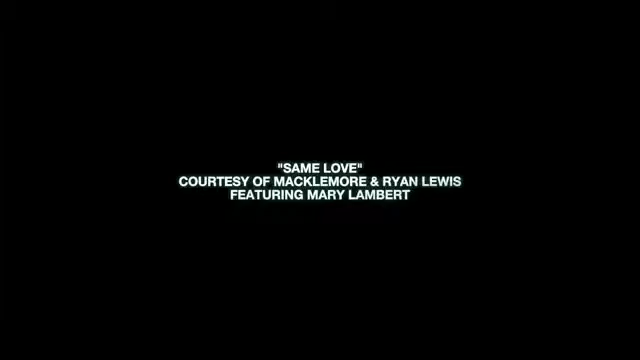 "SAME LOVE"
COURTESY OF MACKLEMORE & RYAN LEWIS
FEATURING MARY LAMBERT